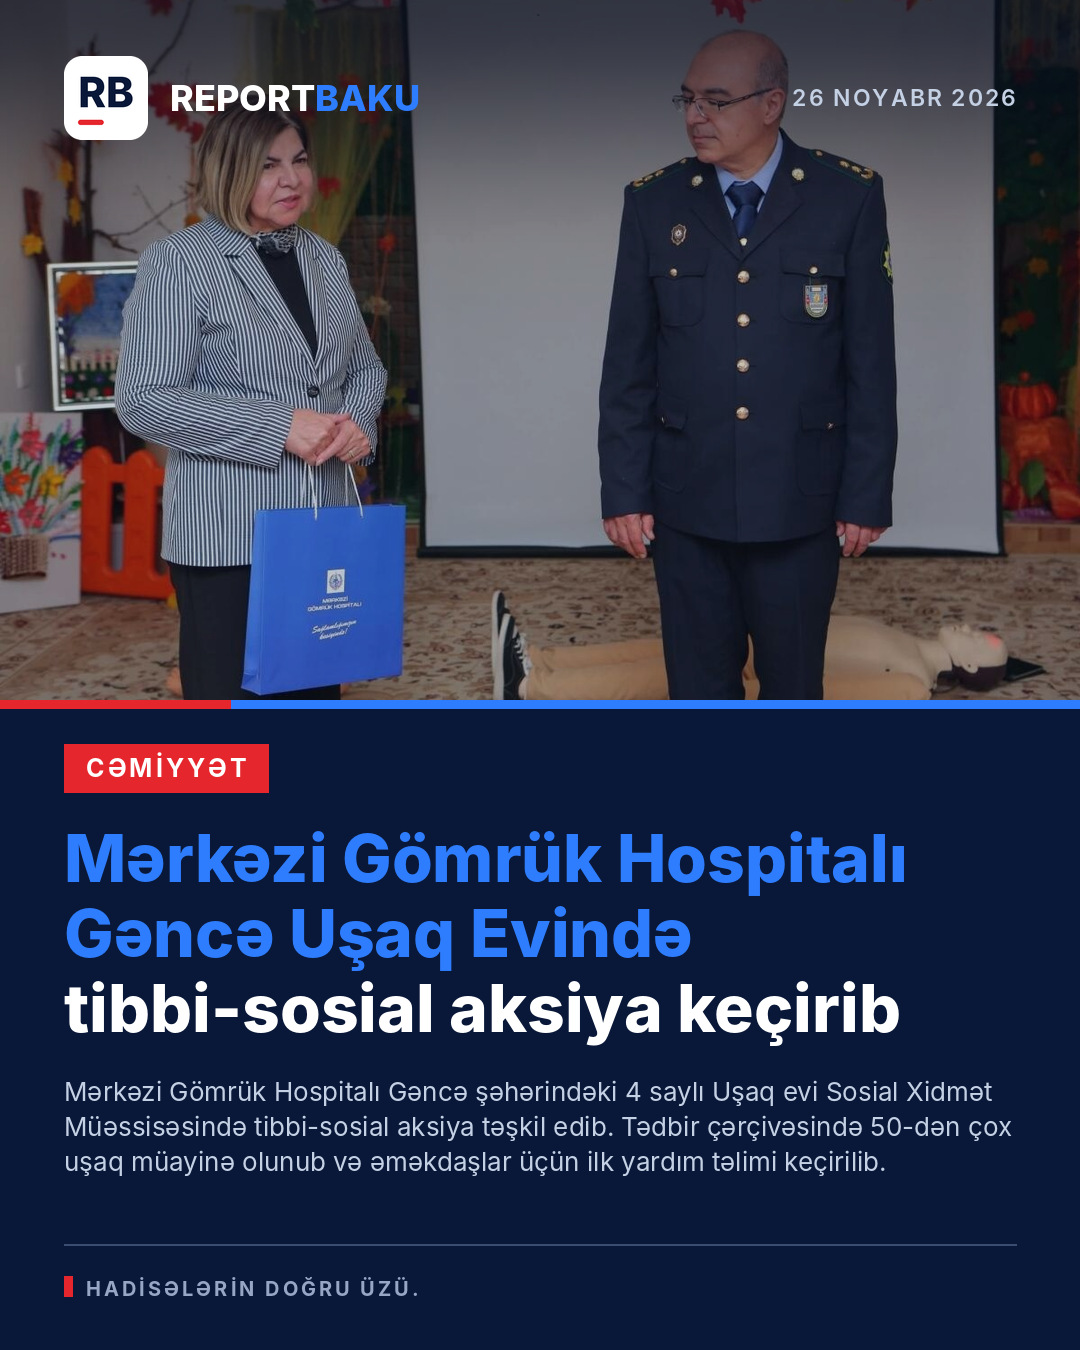 RB
REPORTBAKU
26 NOYABR 2026
MƏRKƏZİ
GÖMRÜK HOSPİTALI
Sağlamlığınızın
keşiyində!
CƏMİYYƏT
Mərkəzi Gömrük Hospitalı
Gəncə Uşaq Evində
tibbi-sosial aksiya keçirib
Mərkəzi Gömrük Hospitalı Gəncə şəhərindəki 4 saylı Uşaq evi Sosial Xidmət
Müəssisəsində tibbi-sosial aksiya təşkil edib. Tədbir çərçivəsində 50-dən çox
uşaq müayinə olunub və əməkdaşlar üçün ilk yardım təlimi keçirilib.
HADİSƏLƏRİN DOĞRU ÜZÜ.